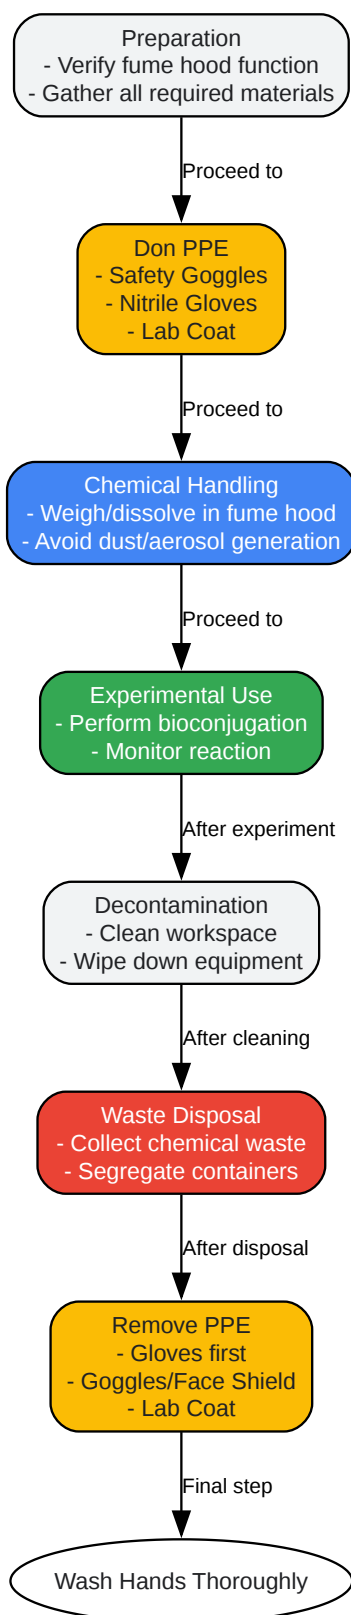 Preparation
- Verify fume hood function
- Gather all required materials
Proceed to
Don PPE
- Safety Goggles
- Nitrile Gloves
- Lab Coat
Proceed to
Chemical Handling
- Weigh/dissolve in fume hood
- Avoid dust/aerosol generation
Proceed to
Experimental Use
- Perform bioconjugation
- Monitor reaction
After experiment
Decontamination
- Clean workspace
- Wipe down equipment
After cleaning
Waste Disposal
- Collect chemical waste
- Segregate containers
After disposal
Remove PPE
- Gloves first
- Goggles/Face Shield
- Lab Coat
Final step
Wash Hands Thoroughly